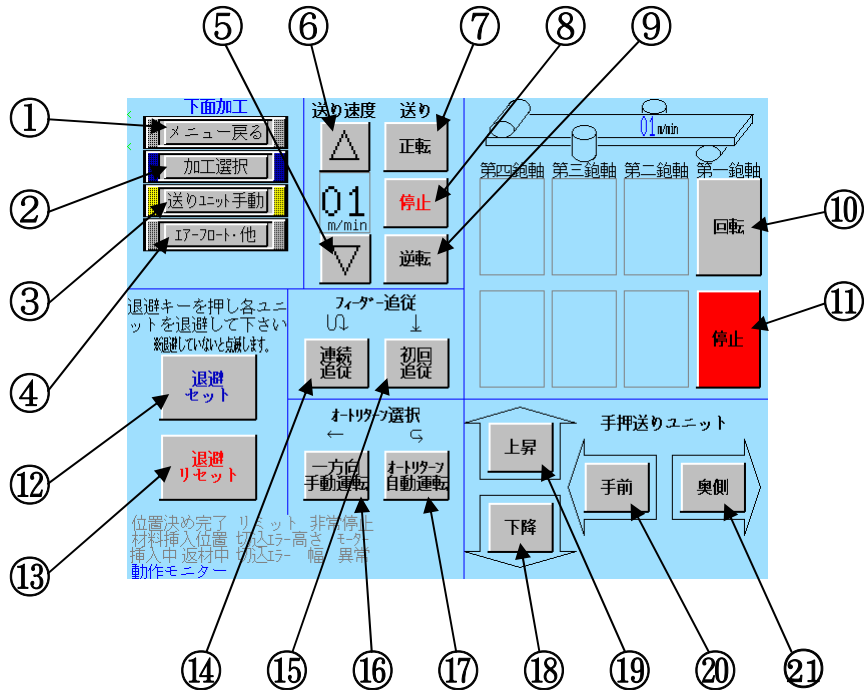 ⑤ ⑥ ⑦ ⑧ ⑨
①
②
③
④
⑩
⑪
⑫
⑬
⑭ ⑮ ⑯ ⑰ ⑱ ⑲ ⑳ ㉑
下面加工
メニュー戻る
加工選択
送りユニット手動
エアーフロート・他
送り速度 送り
△ 正転
01
m/min
停止
▽ 逆転
01 m/min
第四鉋軸 第三鉋軸 第二鉋軸 第一鉋軸
回転
停止
退避キーを押し各ユニ
ットを退避して下さい
※退避していないと点滅します。
退避
セット
退避
リセット
フィーダー追従
連続
追従
初回
追従
オートリターン選択
一方向
手動運転
オートリターン
自動運転
手押送りユニット
上昇
下降
手前
奥側
位置決め完了 リミット 非常停止
材料挿入位置 切込エラー高さ モーター
挿入中 返材中 切込エラー 幅 異常
動作モニター